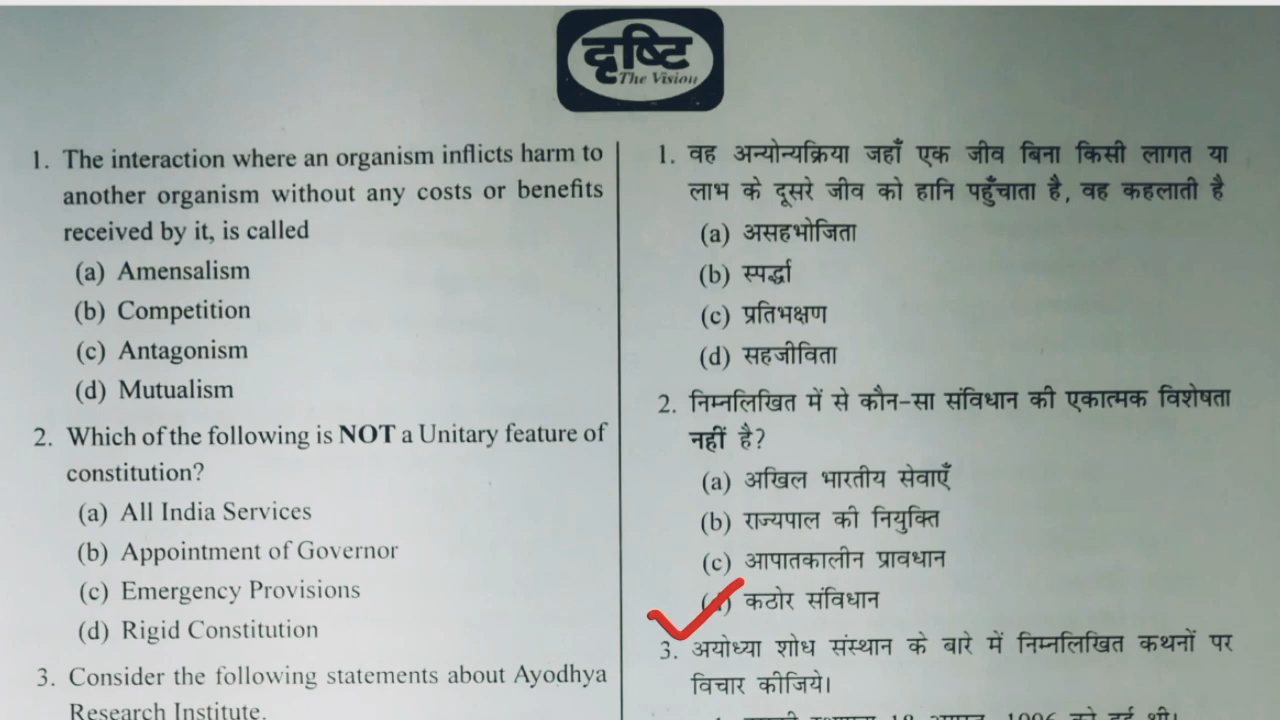 दृष्टि
The Vision
1. The interaction where an organism inflicts harm to
another organism without any costs or benefits
received by it, is called
(a) Amensalism
(b) Competition
(c) Antagonism
(d) Mutualism
2. Which of the following is NOT a Unitary feature of
constitution?
(a) All India Services
(b) Appointment of Governor
(c) Emergency Provisions
(d) Rigid Constitution
3. Consider the following statements about Ayodhya
Research Institute.
1. वह अन्योन्यक्रिया जहाँ एक जीव बिना किसी लागत या
लाभ के दूसरे जीव को हानि पहुँचाता है, वह कहलाती है
(a) असहभोजिता
(b) स्पर्द्धा
(c) प्रतिभक्षण
(d) सहजीविता
2. निम्नलिखित में से कौन-सा संविधान की एकात्मक विशेषता
नहीं है?
(a) अखिल भारतीय सेवाएँ
(b) राज्यपाल की नियुक्ति
(c) आपातकालीन प्रावधान
(d) कठोर संविधान
3. अयोध्या शोध संस्थान के बारे में निम्नलिखित कथनों पर
विचार कीजिये।